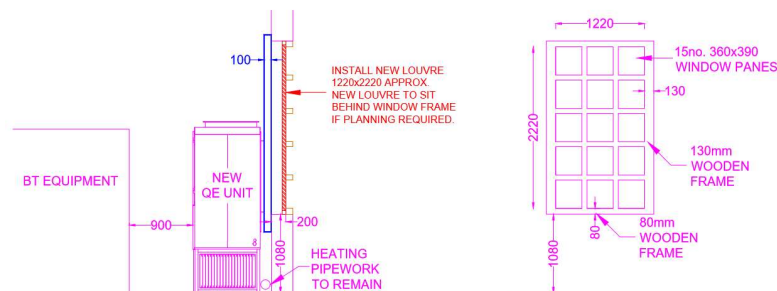 1220
100
INSTALL NEW LOUVRE
1220x2220 APPROX.
NEW LOUVRE TO SIT
BEHIND WINDOW FRAME
IF PLANNING REQUIRED.
15no. 360x390
WINDOW PANES
130
2220
130mm
WOODEN
FRAME
BT EQUIPMENT
NEW
QE UNIT
900
200
1080
HEATING
PIPEWORK
TO REMAIN
80
80mm
WOODEN
FRAME
1080